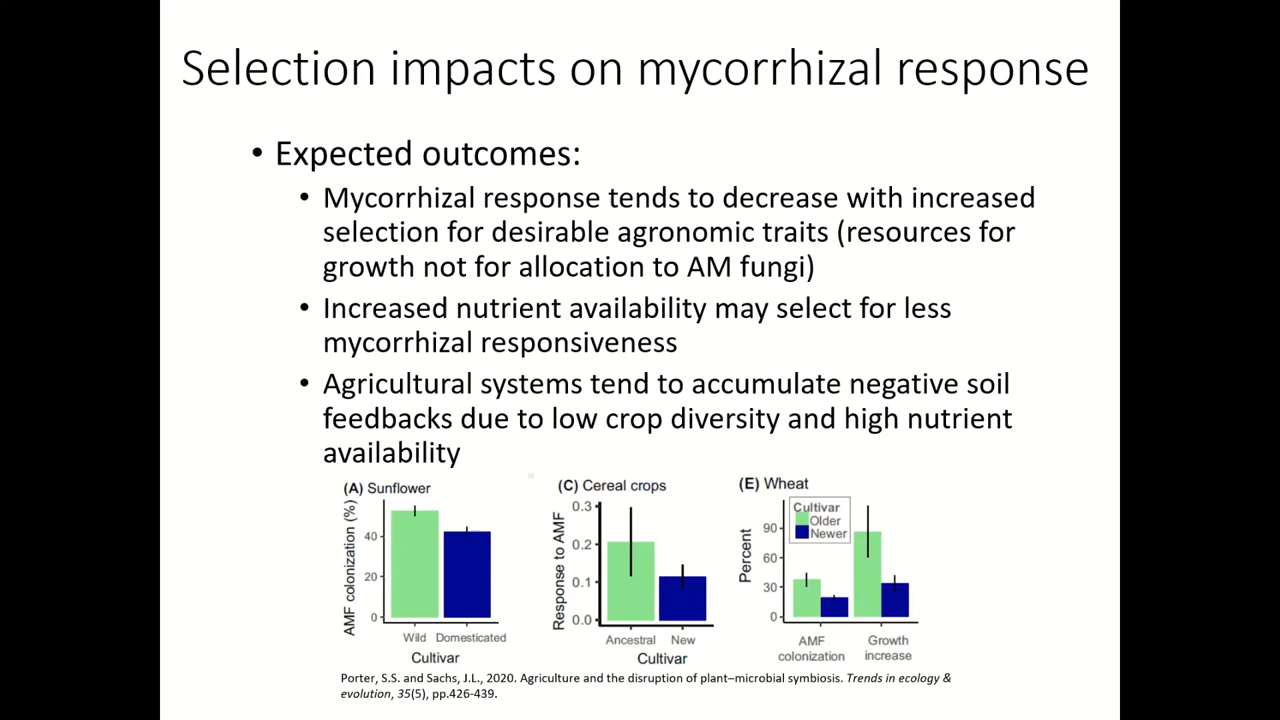 Selection impacts on mycorrhizal response
• Expected outcomes:
• Mycorrhizal response tends to decrease with increased
selection for desirable agronomic traits (resources for
growth not for allocation to AM fungi)
• Increased nutrient availability may select for less
mycorrhizal responsiveness
• Agricultural systems tend to accumulate negative soil
feedbacks due to low crop diversity and high nutrient
availability
(A) Sunflower
AMF colonization (%)
40
20
0
Wild Domesticated
Cultivar
(C) Cereal crops
Response to AMF
0.3
0.2
0.1
0.0
Ancestral New
Cultivar
(E) Wheat
Cultivar
Older
Newer
Percent
90
60
30
0
AMF colonization
Growth increase
Porter, S.S. and Sachs, J.L., 2020. Agriculture and the disruption of plant–microbial symbiosis. Trends in ecology &
evolution, 35(5), pp.426-439.